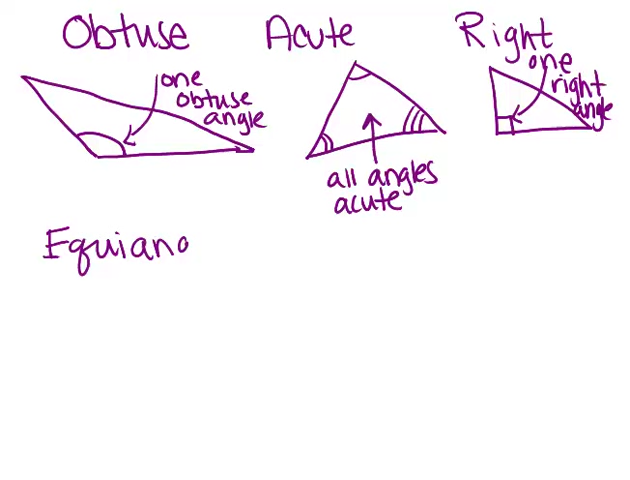 Obtuse
one
obtuse
angle
Acute
all angles
acute
Right
one
right
angle
Equiano